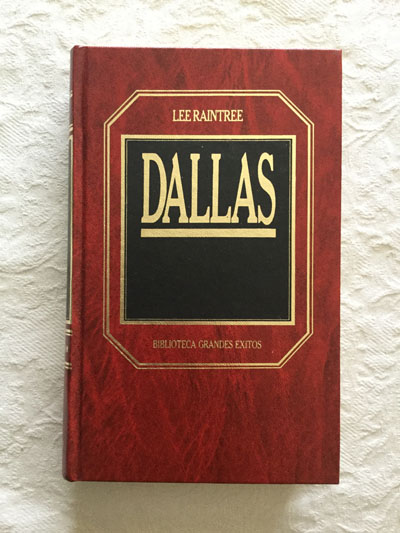 LEE RAINTREE
DALLAS
BIBLIOTECA GRANDES EXITOS